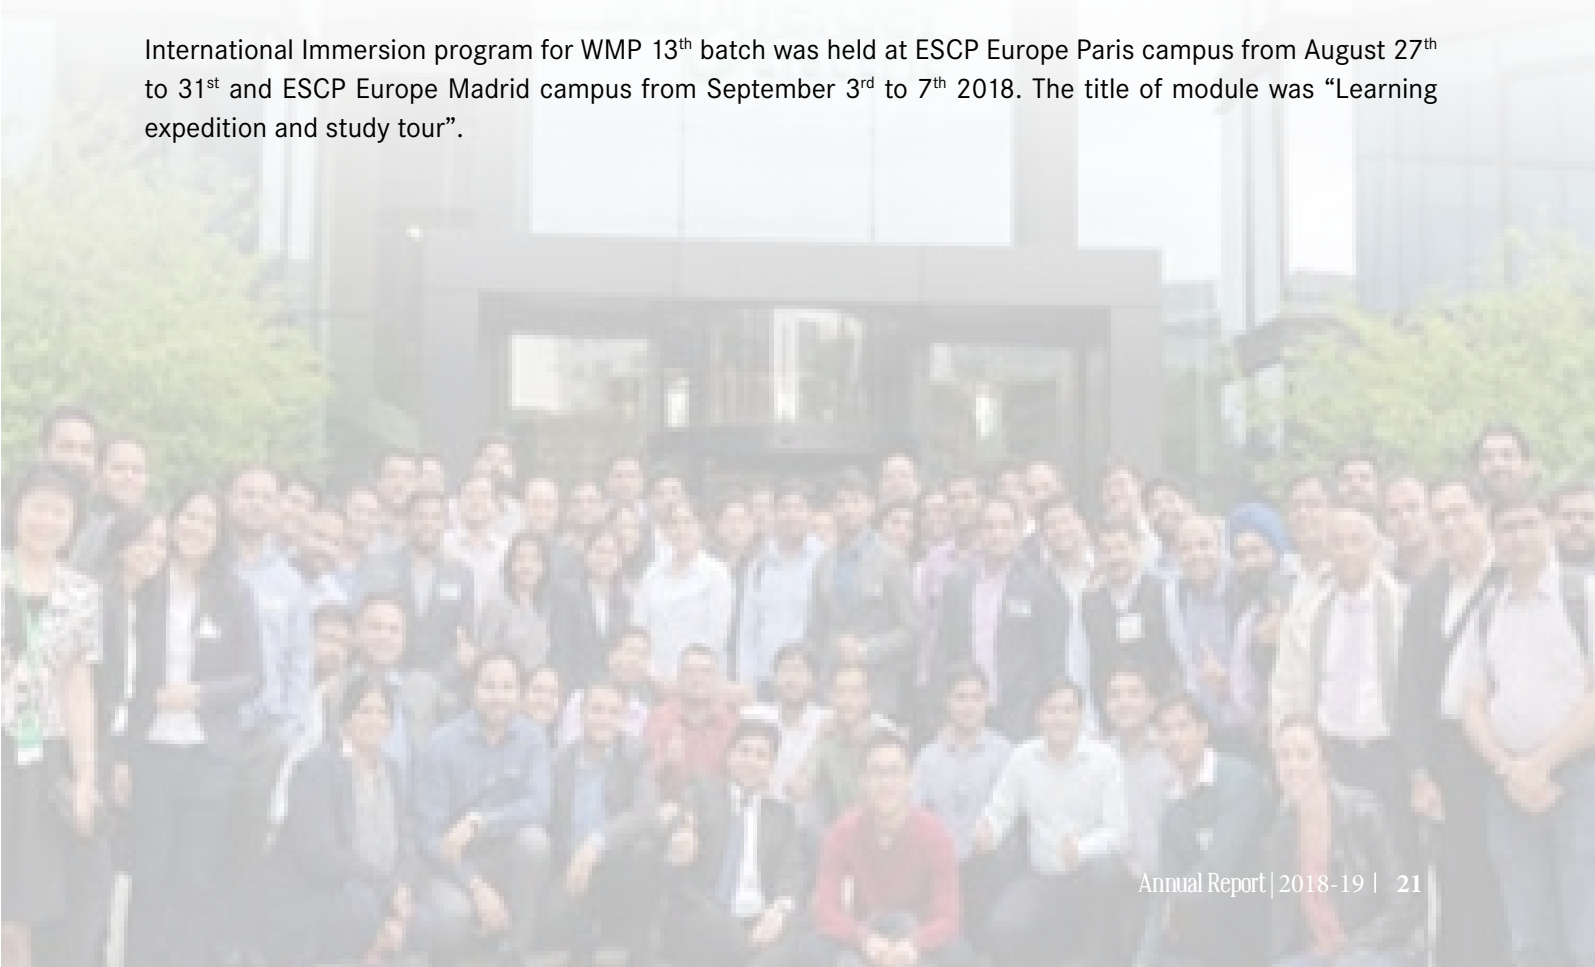 International Immersion program for WMP 13th batch was held at ESCP Europe Paris campus from August 27th
to 31st and ESCP Europe Madrid campus from September 3rd to 7th 2018. The title of module was “Learning
expedition and study tour”.
Annual Report | 2018-19 | 21